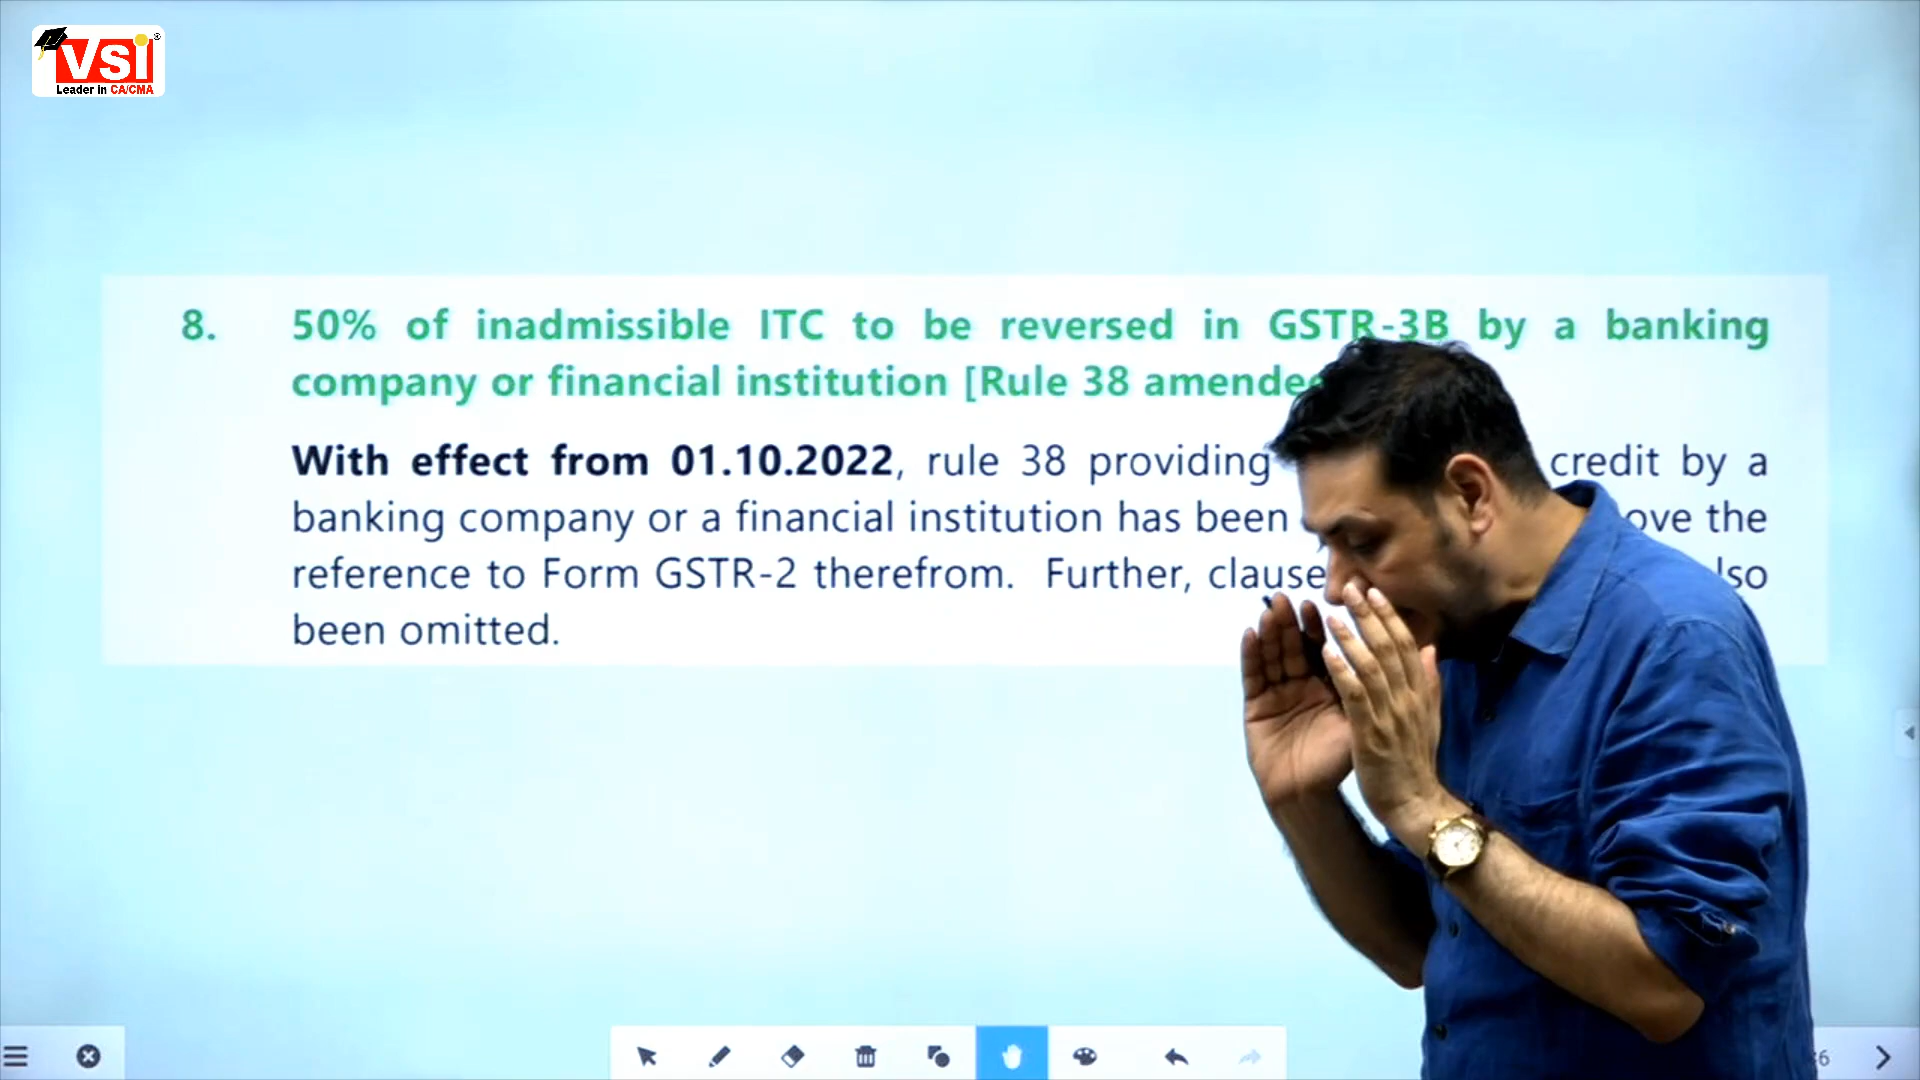 VSI
®
Leader in CA/CMA
8. 50% of inadmissible ITC to be reversed in GSTR-3B by a banking
company or financial institution [Rule 38 amended
With effect from 01.10.2022, rule 38 providing credit by a
banking company or a financial institution has been the
reference to Form GSTR-2 therefrom. Further, clause
been omitted.